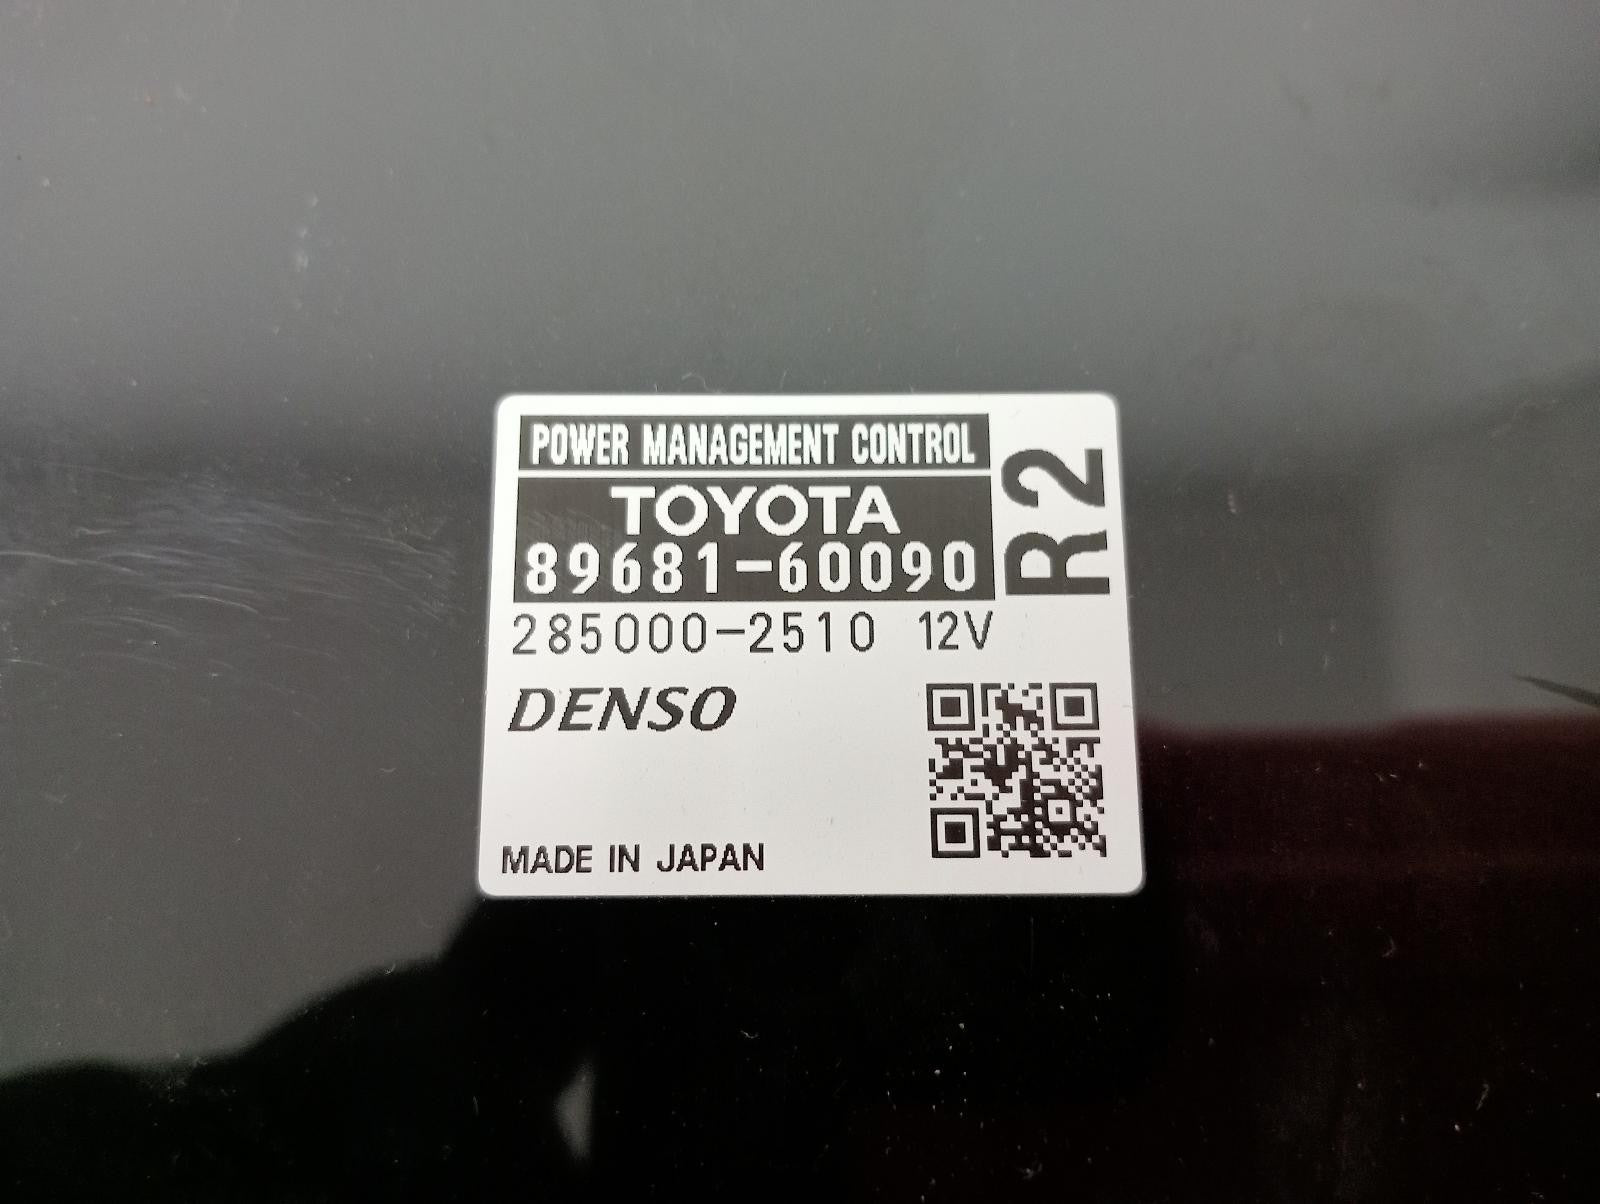 POWER MANAGEMENT CONTROL
TOYOTA
89681-60090
R2
285000-2510 12V
DENSO
MADE IN JAPAN